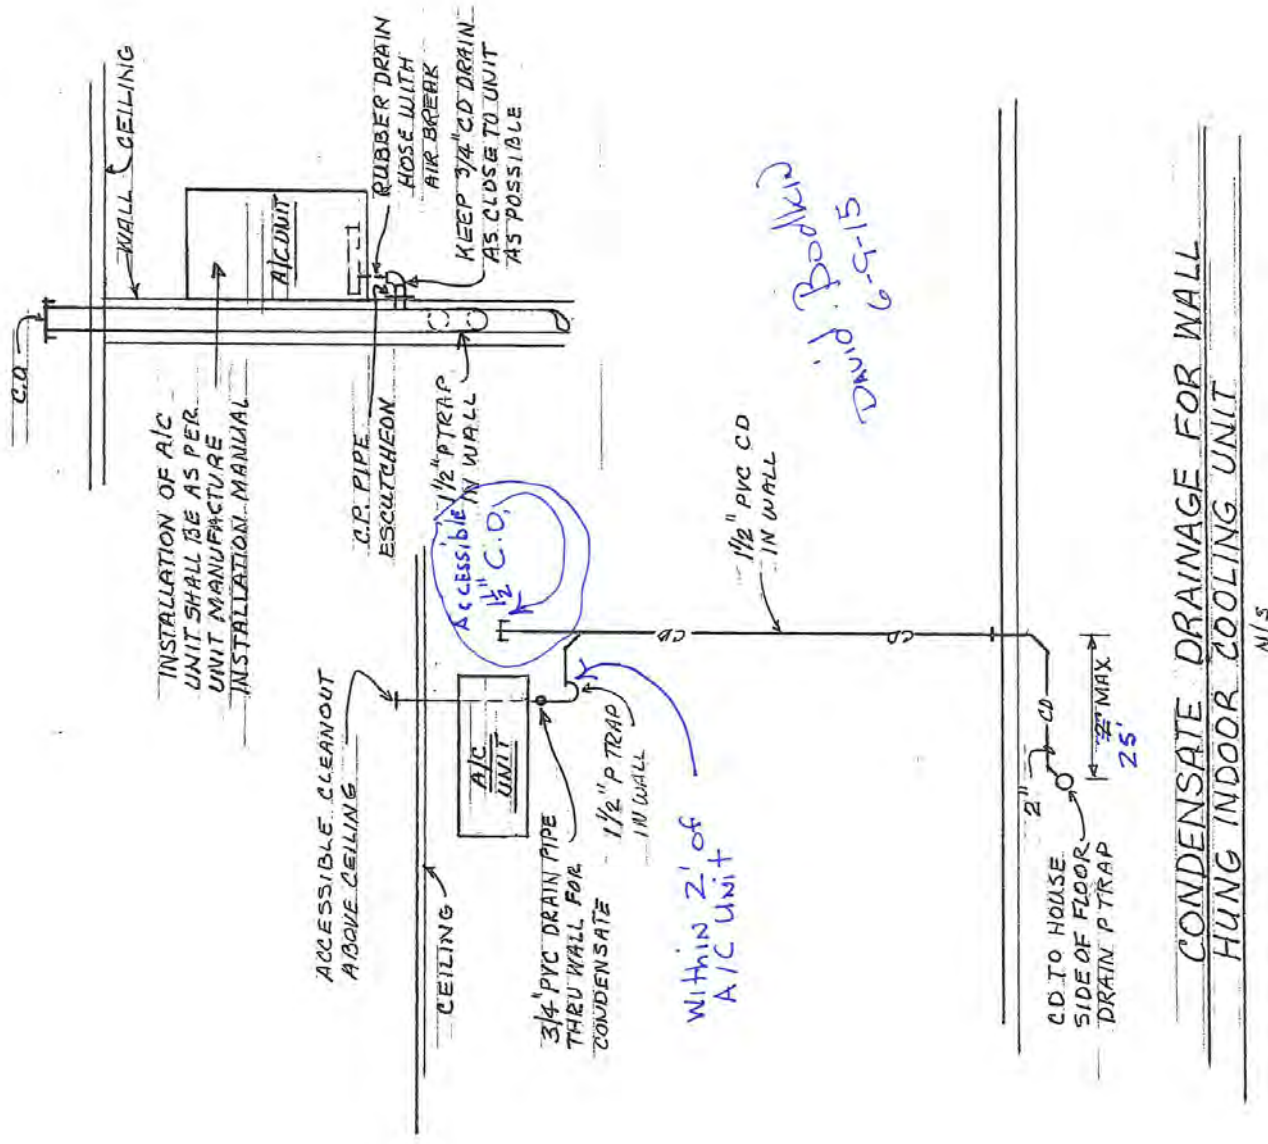 C.O.
WALL
CEILING
A/C UNIT
RUBBER DRAIN
HOSE WITH
AIR BREAK
KEEP 3/4" CD DRAIN
AS CLOSE TO UNIT
AS POSSIBLE
INSTALLATION OF A/C
UNIT SHALL BE AS PER
UNIT MANUFACTURE
INSTALLATION MANUAL
C.P. PIPE
ESCUTCHEON
1 1/2" P TRAP
IN WALL
Accessible
1 1/2" C.O.
ACCESSIBLE CLEANOUT
ABOVE CEILING
CEILING
A/C
UNIT
3/4" PVC DRAIN PIPE
THRU WALL FOR
CONDENSATE
1 1/2" P TRAP
IN WALL
Within 2' of
A/C Unit
1 1/2" PVC CD
IN WALL
CD
CD
David Bodkin
6-9-15
CD
2"
MAX
25'
C.D. TO HOUSE
SIDE OF FLOOR
DRAIN P TRAP
CONDENSATE DRAINAGE FOR WALL
HUNG INDOOR COOLING UNIT
N/S